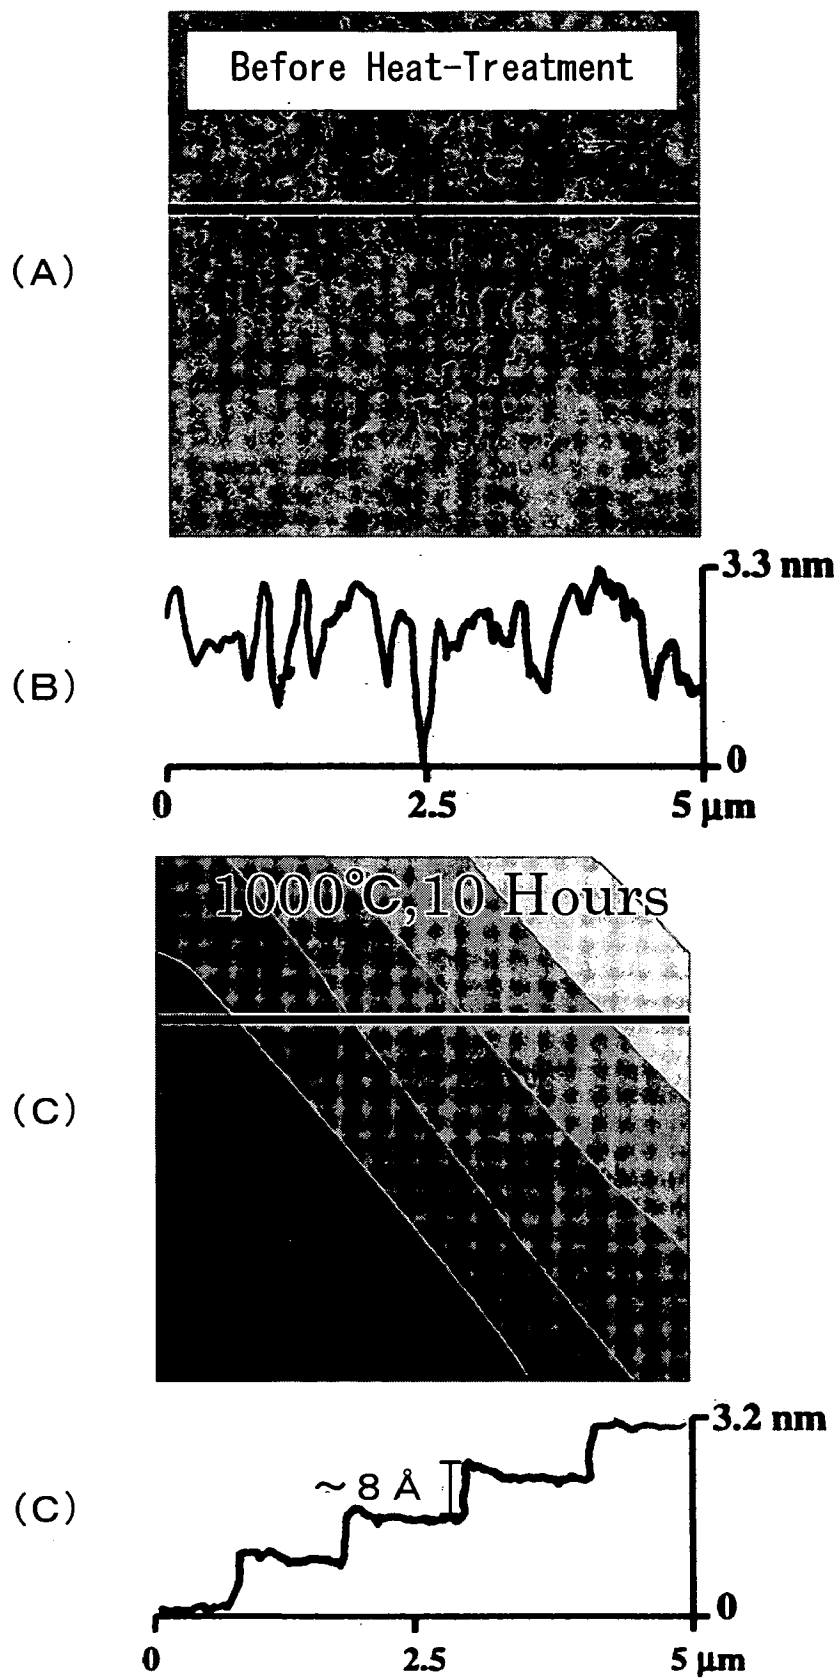 Before Heat-Treatment
(A)
3.3 nm
(B)
0
0 2.5 5 μm
1000℃,10 Hours
(C)
3.2 nm
~ 8 Å
(C)
0
0 2.5 5 μm